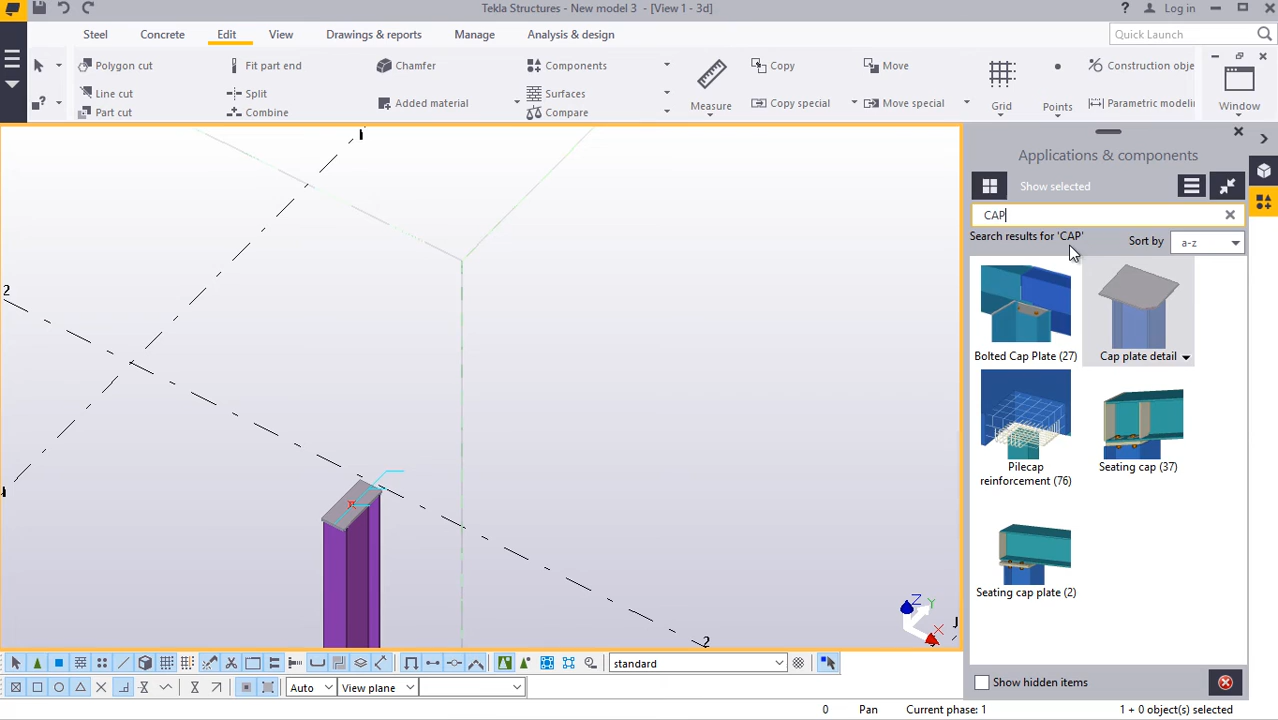 Tekla Structures - New model 3 - [View 1 - 3d]
? Log in
Steel Concrete Edit View Drawings & reports Manage Analysis & design
Quick Launch
Polygon cut Fit part end Chamfer Components Copy Move Construction obje
Line cut Split Added material Surfaces Measure Copy special Move special Grid Points Parametric modelin Window
Part cut Combine Compare
Applications & components
Show selected
CAP
Search results for 'CAP' Sort by a-z
Bolted Cap Plate (27) Cap plate detail
Pilecap
reinforcement (76)
Seating cap (37)
Seating cap plate (2)
Show hidden items
2
2
Z Y
X
J
standard
Auto View plane
0 Pan Current phase: 1 1 + 0 object(s) selected